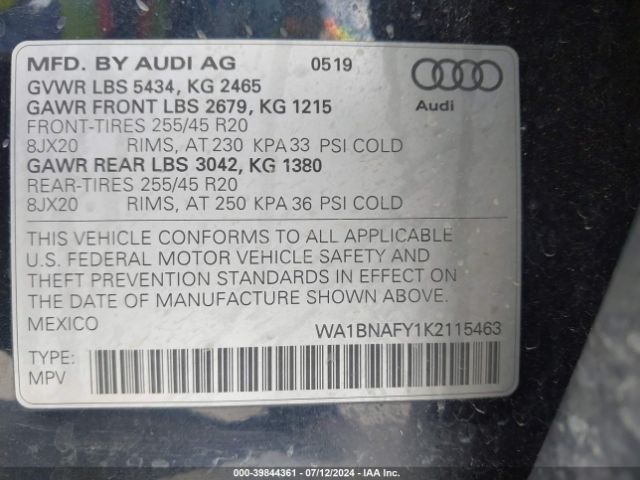 MFD. BY AUDI AG 0519
GVWR LBS 5434, KG 2465
GAWR FRONT LBS 2679, KG 1215
Audi
FRONT-TIRES 255/45 R20
8JX20 RIMS, AT 230 KPA 33 PSI COLD
GAWR REAR LBS 3042, KG 1380
REAR-TIRES 255/45 R20
8JX20 RIMS, AT 250 KPA 36 PSI COLD
THIS VEHICLE CONFORMS TO ALL APPLICABLE
U.S. FEDERAL MOTOR VEHICLE SAFETY AND
THEFT PREVENTION STANDARDS IN EFFECT ON
THE DATE OF MANUFACTURE SHOWN ABOVE.
MEXICO WA1BNAFY1K2115463
TYPE:
MPV
000-39844361 - 07/12/2024 - IAA Inc.